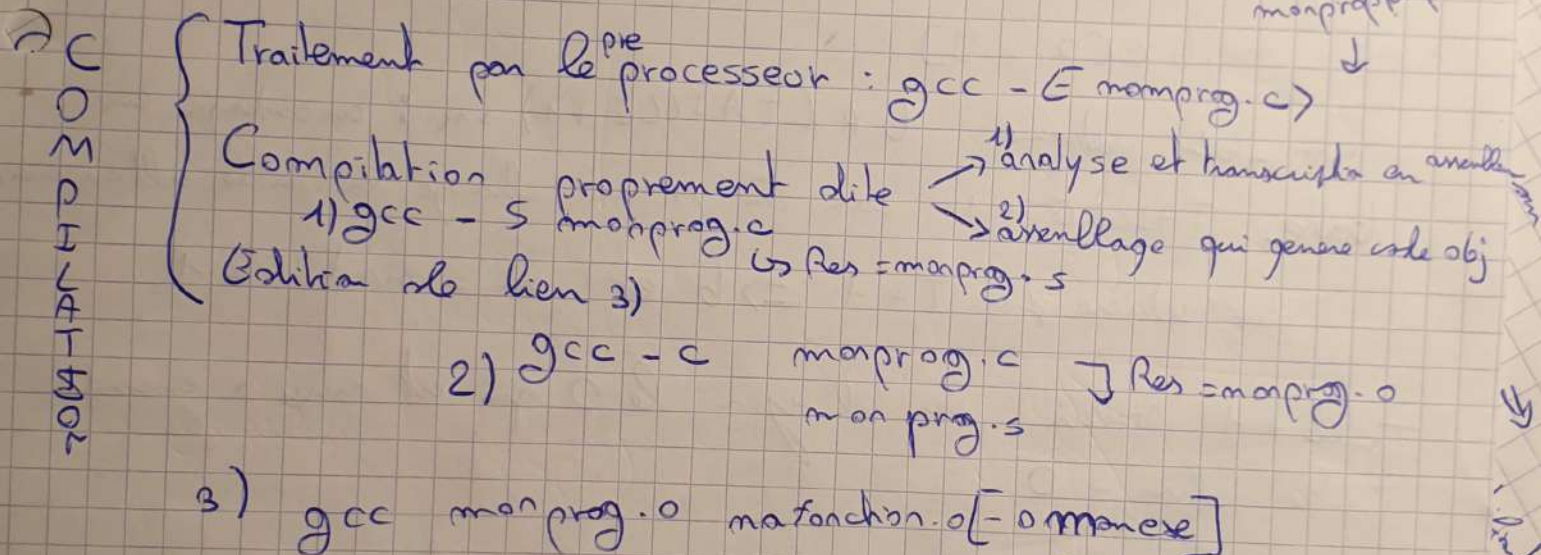 COMPILATION
Traitement par le preprocesseur : gcc -E monprog.c >
Compilation proprement dite → 1) analyse et transcription en
1) gcc - S monprog.c
↳ Res = monprog.s
→ 2) assemblage qui genere code obj
Edition de lien 3)
2) gcc - c monprog.c
monprog.s
Res = monprog.o
3) gcc monprog.o mafonction.o [-o monexe]